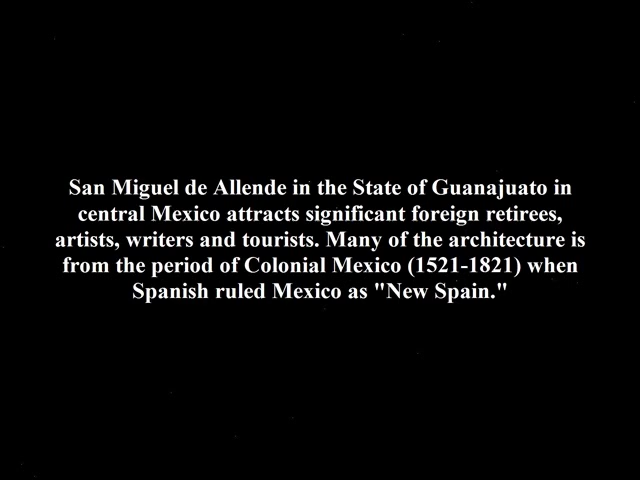 San Miguel de Allende in the State of Guanajuato in
central Mexico attracts significant foreign retirees,
artists, writers and tourists. Many of the architecture is
from the period of Colonial Mexico (1521-1821) when
Spanish ruled Mexico as "New Spain."